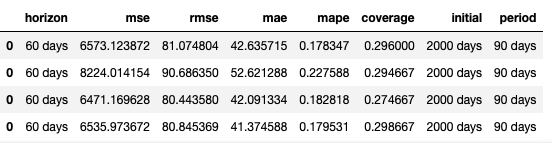 horizon mse rmse mae mape coverage initial period
0 60 days 6573.123872 81.074804 42.635715 0.178347 0.296000 2000 days 90 days
0 60 days 8224.014154 90.686350 52.621288 0.227588 0.294667 2000 days 90 days
0 60 days 6471.169628 80.443580 42.091334 0.182818 0.274667 2000 days 90 days
0 60 days 6535.973672 80.845369 41.374588 0.179531 0.298667 2000 days 90 days